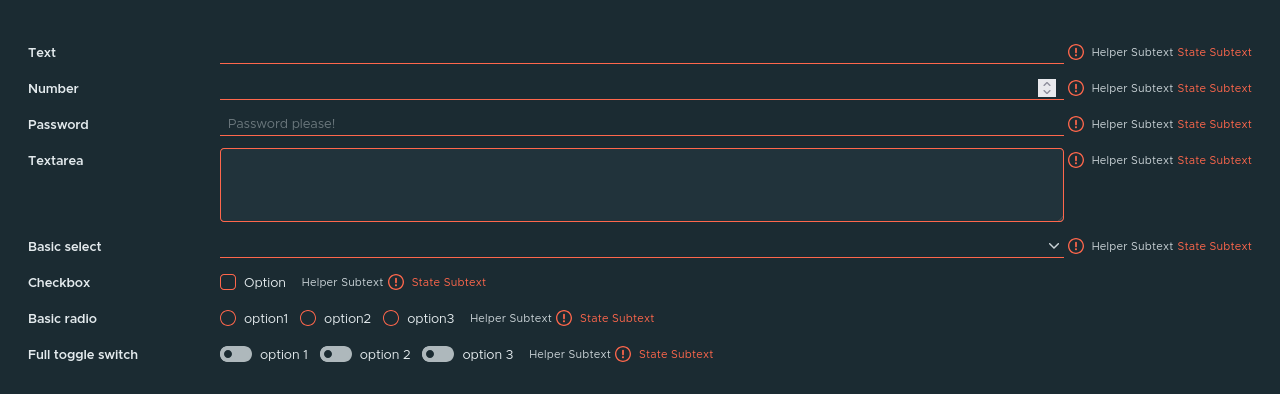 Text Helper Subtext State Subtext
Number Helper Subtext State Subtext
Password Password please! Helper Subtext State Subtext
Textarea Helper Subtext State Subtext
Basic select Helper Subtext State Subtext
Checkbox Option Helper Subtext State Subtext
Basic radio option1 option2 option3 Helper Subtext State Subtext
Full toggle switch option 1 option 2 option 3 Helper Subtext State Subtext